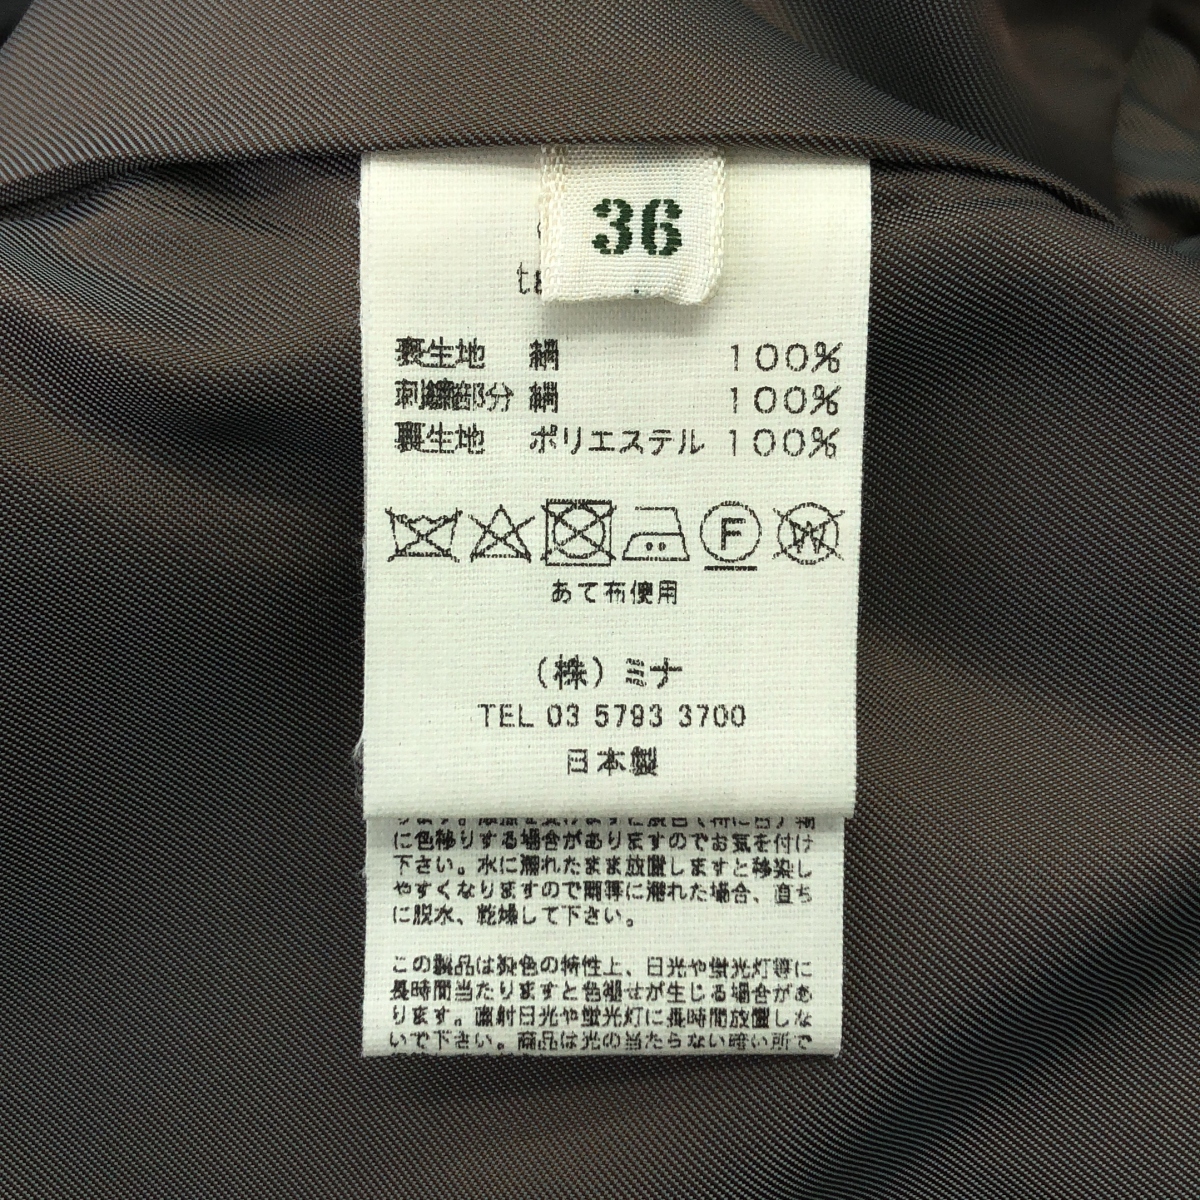 36
表生地 絹 100%
刺繍部分 絹 100%
裏生地 ポリエステル 100%
F
W
あて布使用
(株)ミナ
TEL 03 5793 3700
日本製
に色移りする場合がありますのでお気を付け
下さい。水に濡れたまま放置しますと移染し
やすくなりますので雨等に濡れた場合、直ち
に脱水、乾燥して下さい。
この製品は染色の特性上、日光や蛍光灯等に
長時間当たりますと色褪せが生じる場合があ
ります。直射日光や蛍光灯に長時間放置しな
いで下さい。商品は光の当たらない暗い所で